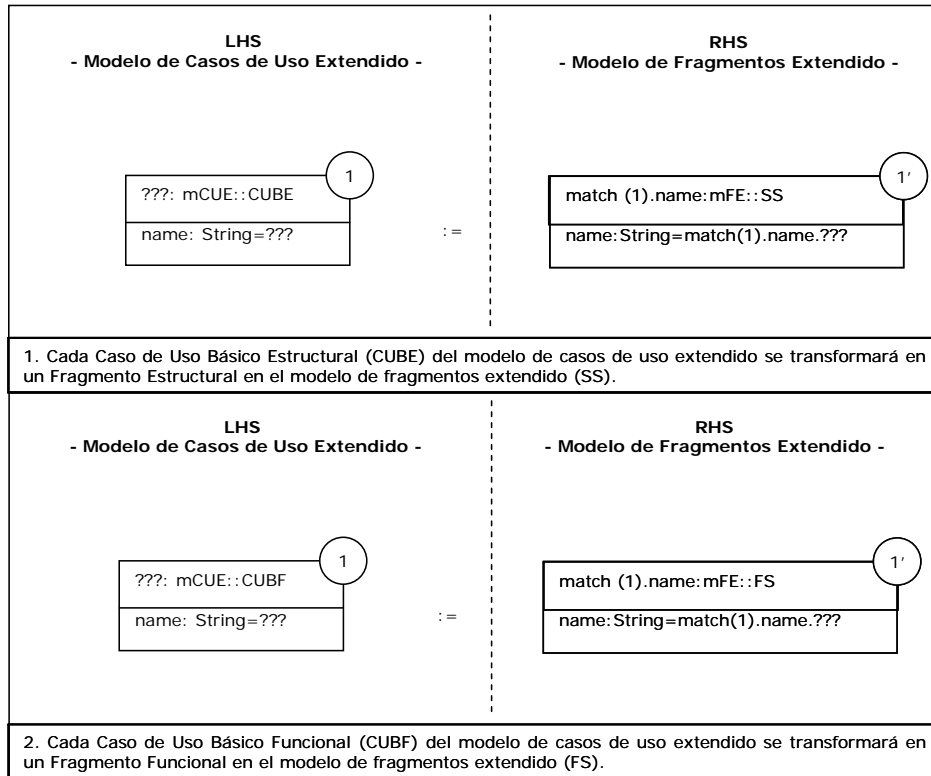 LHS
- Modelo de Casos de Uso Extendido -
RHS
- Modelo de Fragmentos Extendido -
1
???: mCUE::CUBE
name: String=???
:=
1'
match (1).name:mFE::SS
name:String=match(1).name.???
1. Cada Caso de Uso Básico Estructural (CUBE) del modelo de casos de uso extendido se transformará en
un Fragmento Estructural en el modelo de fragmentos extendido (SS).
LHS
- Modelo de Casos de Uso Extendido -
RHS
- Modelo de Fragmentos Extendido -
1
???: mCUE::CUBF
name: String=???
:=
1'
match (1).name:mFE::FS
name:String=match(1).name.???
2. Cada Caso de Uso Básico Funcional (CUBF) del modelo de casos de uso extendido se transformará en
un Fragmento Funcional en el modelo de fragmentos extendido (FS).